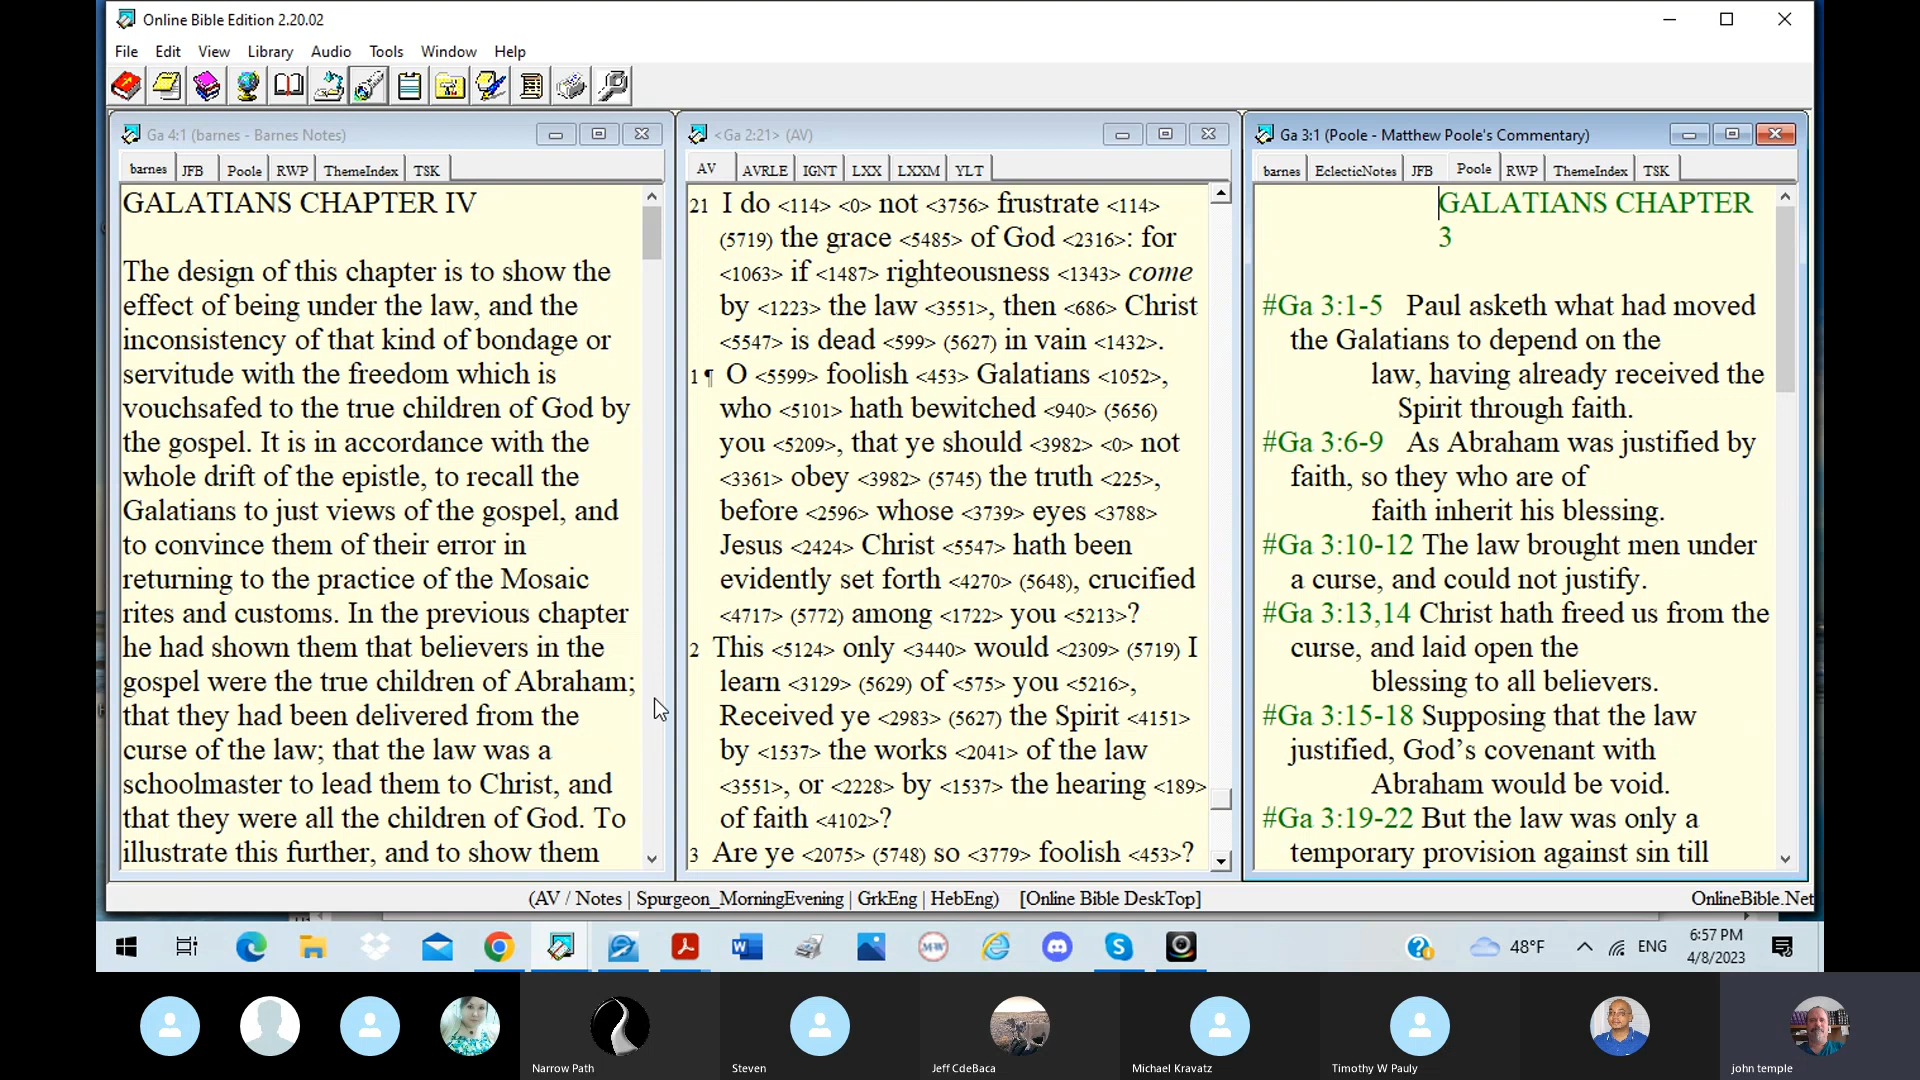 Online Bible Edition 2.20.02
File Edit View Library Audio Tools Window Help
Ga 4:1 (barnes - Barnes Notes)
barnes JFB Poole RWP ThemeIndex TSK
GALATIANS CHAPTER IV
The design of this chapter is to show the
effect of being under the law, and the
inconsistency of that kind of bondage or
servitude with the freedom which is
vouchsafed to the true children of God by
the gospel. It is in accordance with the
whole drift of the epistle, to recall the
Galatians to just views of the gospel, and
to convince them of their error in
returning to the practice of the Mosaic
rites and customs. In the previous chapter
he had shown them that believers in the
gospel were the true children of Abraham;
that they had been delivered from the
curse of the law; that the law was a
schoolmaster to lead them to Christ, and
that they were all the children of God. To
illustrate this further, and to show them
<Ga 2:21> (AV)
AV AVRLE IGNT LXX LXXM YLT
21 I do <114> <0> not <3756> frustrate <114>
(5719) the grace <5485> of God <2316>: for
<1063> if <1487> righteousness <1343> come
by <1223> the law <3551>, then <686> Christ
<5547> is dead <599> (5627) in vain <1432>.
1 ¶ O <5599> foolish <453> Galatians <1052>,
who <5101> hath bewitched <940> (5656)
you <5209>, that ye should <3982> <0> not
<3361> obey <3982> (5745) the truth <225>,
before <2596> whose <3739> eyes <3788>
Jesus <2424> Christ <5547> hath been
evidently set forth <4270> (5648), crucified
<4717> (5772) among <1722> you <5213>?
2 This <5124> only <3440> would <2309> (5719) I
learn <3129> (5629) of <575> you <5216>,
Received ye <2983> (5627) the Spirit <4151>
by <1537> the works <2041> of the law
<3551>, or <2228> by <1537> the hearing <189>
of faith <4102>?
3 Are ye <2075> (5748) so <3779> foolish <453>?
Ga 3:1 (Poole - Matthew Poole's Commentary)
barnes EclecticNotes JFB Poole RWP ThemeIndex TSK
GALATIANS CHAPTER
3
#Ga 3:1-5 Paul asketh what had moved
the Galatians to depend on the
law, having already received the
Spirit through faith.
#Ga 3:6-9 As Abraham was justified by
faith, so they who are of
faith inherit his blessing.
#Ga 3:10-12 The law brought men under
a curse, and could not justify.
#Ga 3:13,14 Christ hath freed us from the
curse, and laid open the
blessing to all believers.
#Ga 3:15-18 Supposing that the law
justified, God’s covenant with
Abraham would be void.
#Ga 3:19-22 But the law was only a
temporary provision against sin till
(AV / Notes | Spurgeon_MorningEvening | GrkEng | HebEng) [Online Bible DeskTop]
OnlineBible.Net
48°F
ENG
6:57 PM
4/8/2023
Narrow Path
Steven
Jeff CdeBaca
Michael Kravatz
Timothy W Pauly
john temple